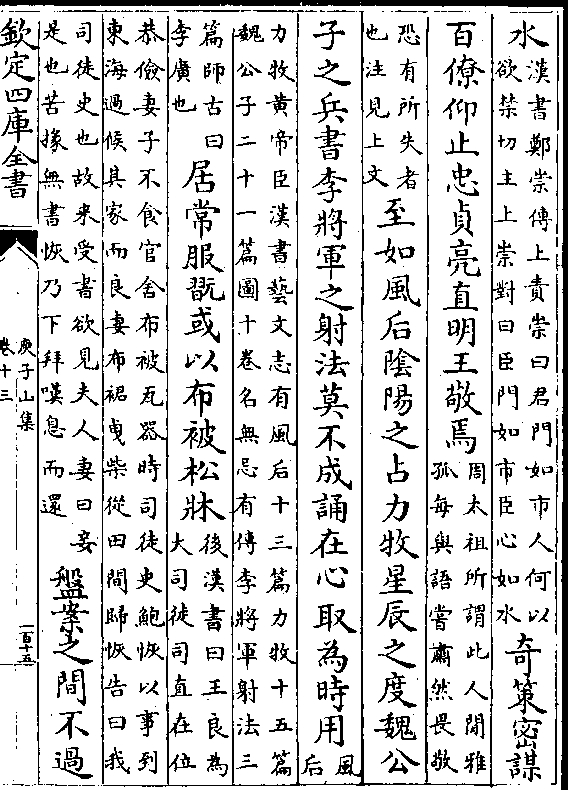 水漢書鄭崇傳上責崇曰君門如市人何以
欲禁切主上崇對曰臣門如市臣心如水奇策密謀
百僚仰止忠貞亮直明王敬焉周太祖所謂此人閒雅
孤每與語嘗肅然畏敬
恐有所失者
也注見上文至如風后陰陽之占力牧星辰之度魏公
子之兵書李將軍之射法莫不成誦在心取為時用風
后
力牧黄帝臣漢書藝文志有風后十三篇力牧十五篇
魏公子二十一篇圖十卷名無忌有傳李將軍射法三
篇師古曰
李廣也居常服翫或以布被松牀後漢書曰王良為
大司徒司直在位
恭儉妻子不食官舍布被瓦器時司徒史鮑恢以事到
東海過候其家而良妻布裙曳柴從田間歸恢告曰我
司徒史也故来受書欲見夫人妻曰妾
是也苦掾無書恢乃下拜嘆息而還盤案之間不過
欽定四庫全書
庾子山集
卷十三
一百十五